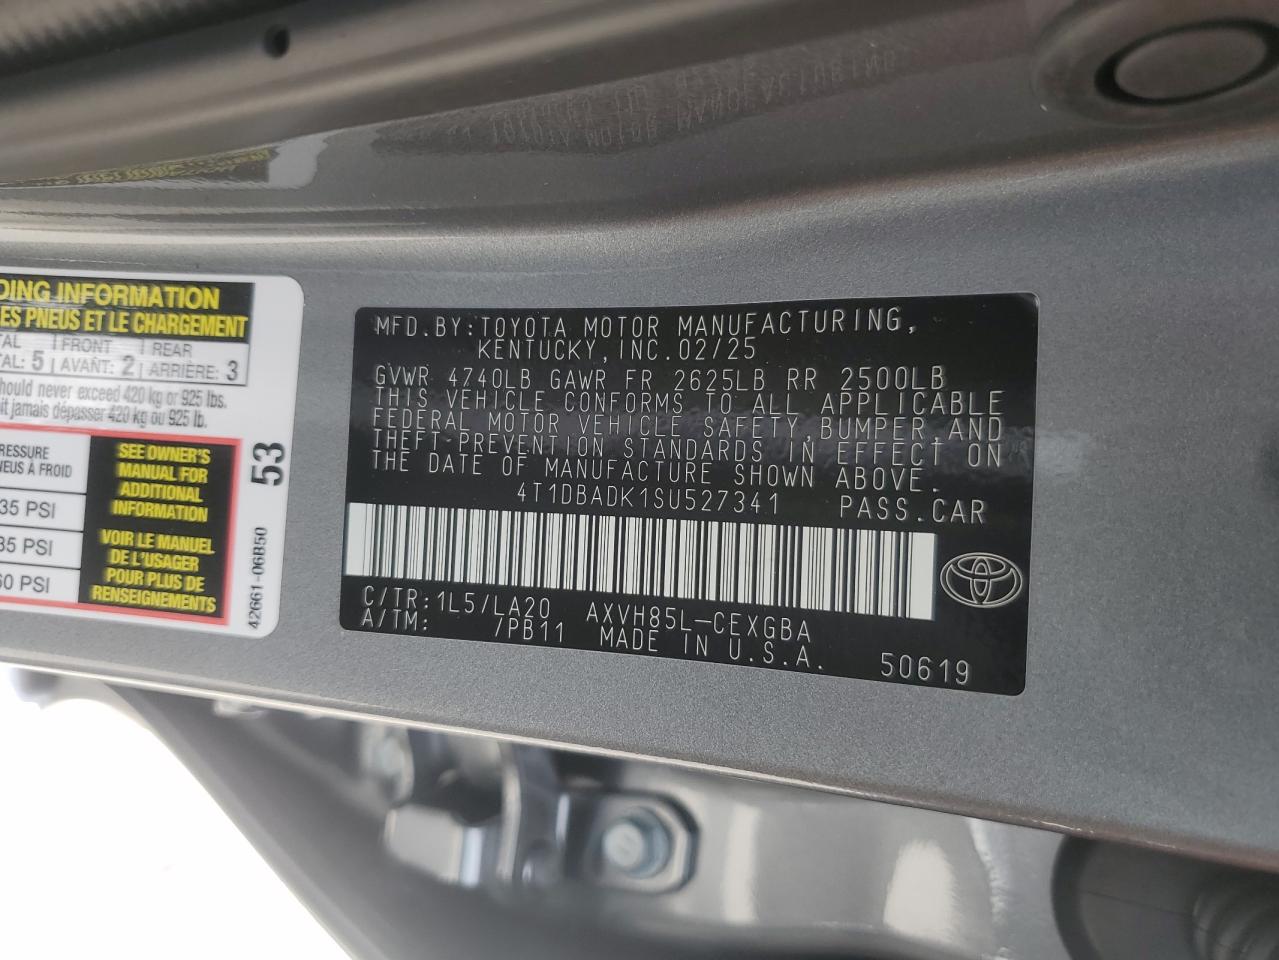 DING INFORMATION
ES PNEUS ET LE CHARGEMENT
TAL FRONT REAR
TAL: 5 AVANT: 2 ARRIÈRE: 3
hould never exceed 420 kg or 925 lbs.
it jamais dépasser 420 kg ou 925 lb.
RESSURE
NEUS À FROID
35 PSI
35 PSI
60 PSI
SEE OWNER'S
MANUAL FOR
ADDITIONAL
INFORMATION
VOIR LE MANUEL
DE L'USAGER
POUR PLUS DE
RENSEIGNEMENTS
53
42661-06B50
MFD.BY:TOYOTA MOTOR MANUFACTURING,
KENTUCKY,INC.02/25
GVWR 4740LB GAWR FR 2625LB RR 2500LB
THIS VEHICLE CONFORMS TO ALL APPLICABLE
FEDERAL MOTOR VEHICLE SAFETY,BUMPER,AND
THEFT-PREVENTION STANDARDS IN EFFECT ON
THE DATE OF MANUFACTURE SHOWN ABOVE.
4T1DBADK1SU527341 PASS.CAR
C/TR:1L5/LA20 AXVH85L-CEXGBA
A/TM: /PB11 MADE IN U.S.A. 50619